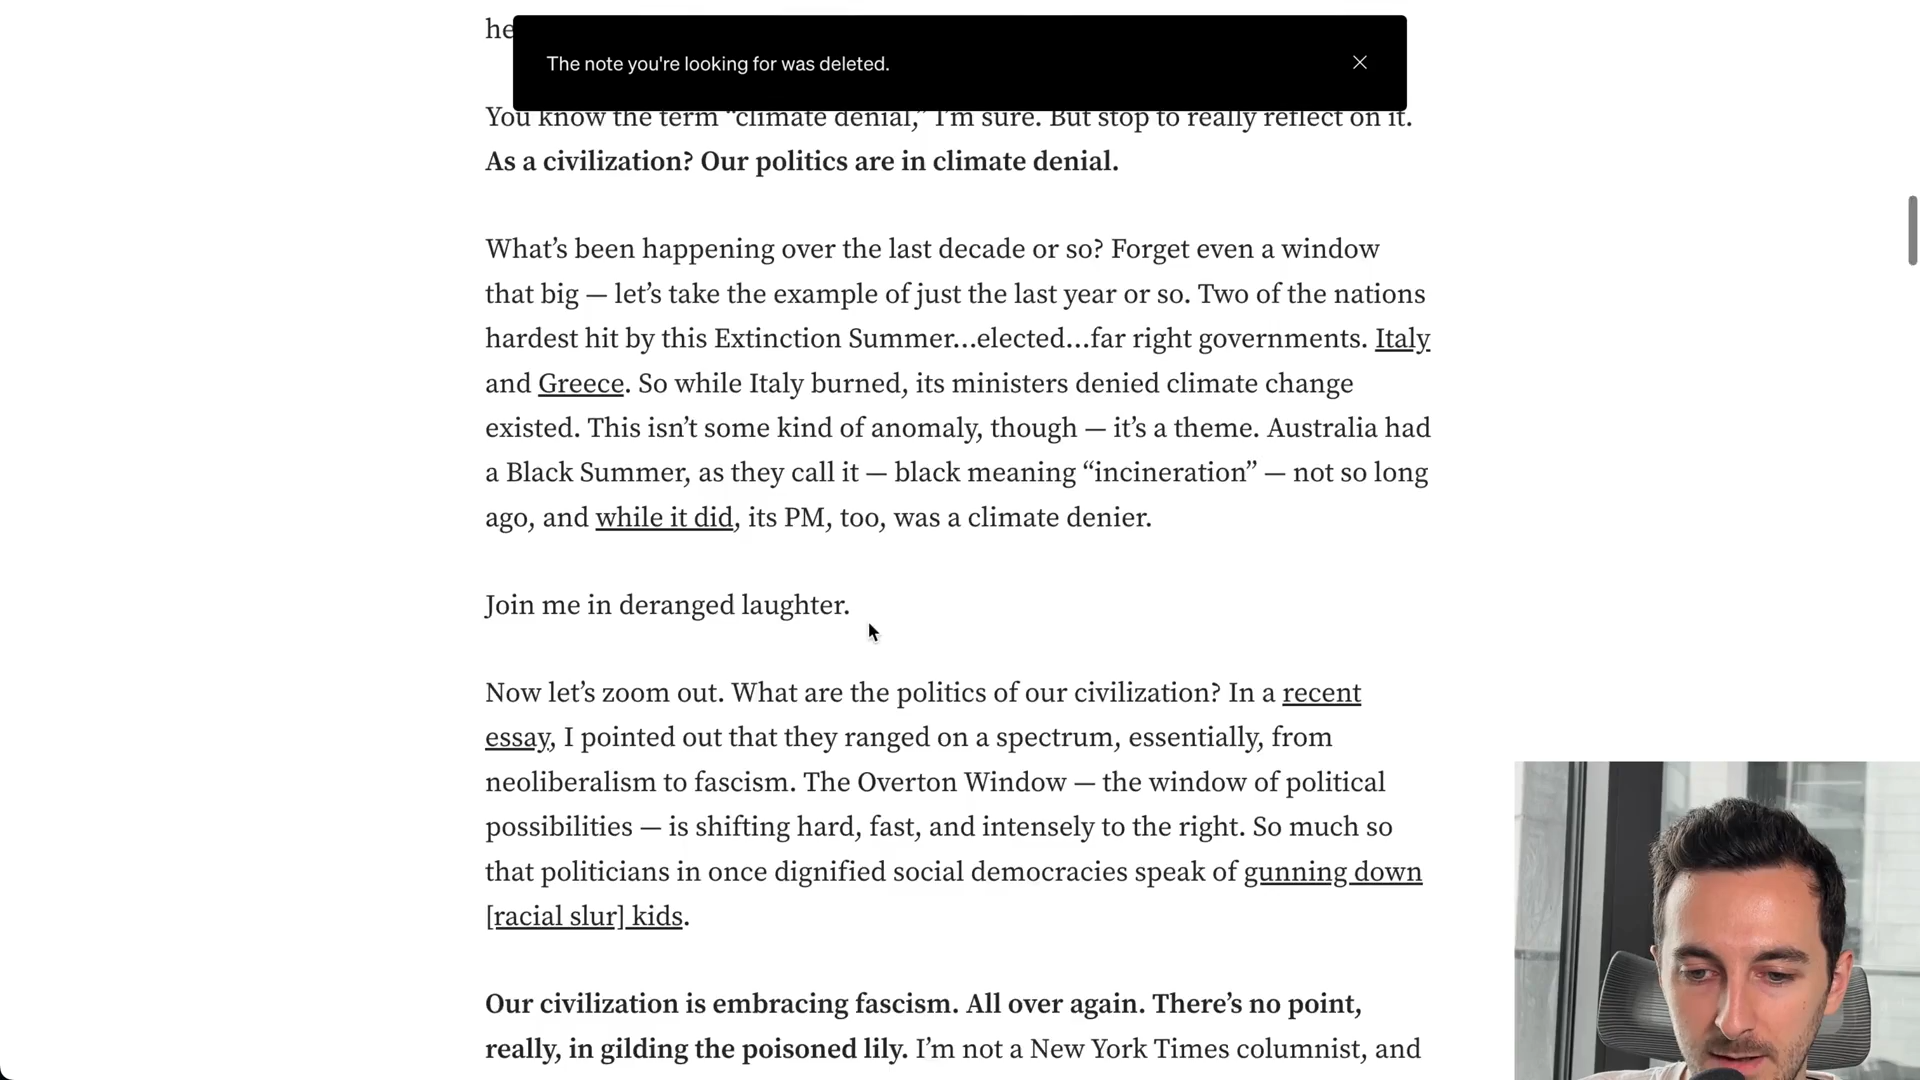 he
The note you're looking for was deleted.
You know the term “climate denial,” I’m sure. But stop to really reflect on it.
As a civilization? Our politics are in climate denial.
What’s been happening over the last decade or so? Forget even a window
that big — let’s take the example of just the last year or so. Two of the nations
hardest hit by this Extinction Summer…elected…far right governments. Italy
and Greece. So while Italy burned, its ministers denied climate change
existed. This isn’t some kind of anomaly, though — it’s a theme. Australia had
a Black Summer, as they call it — black meaning “incineration” — not so long
ago, and while it did, its PM, too, was a climate denier.
Join me in deranged laughter.
Now let’s zoom out. What are the politics of our civilization? In a recent
essay, I pointed out that they ranged on a spectrum, essentially, from
neoliberalism to fascism. The Overton Window — the window of political
possibilities — is shifting hard, fast, and intensely to the right. So much so
that politicians in once dignified social democracies speak of gunning down
[racial slur] kids.
Our civilization is embracing fascism. All over again. There’s no point,
really, in gilding the poisoned lily. I’m not a New York Times columnist, and